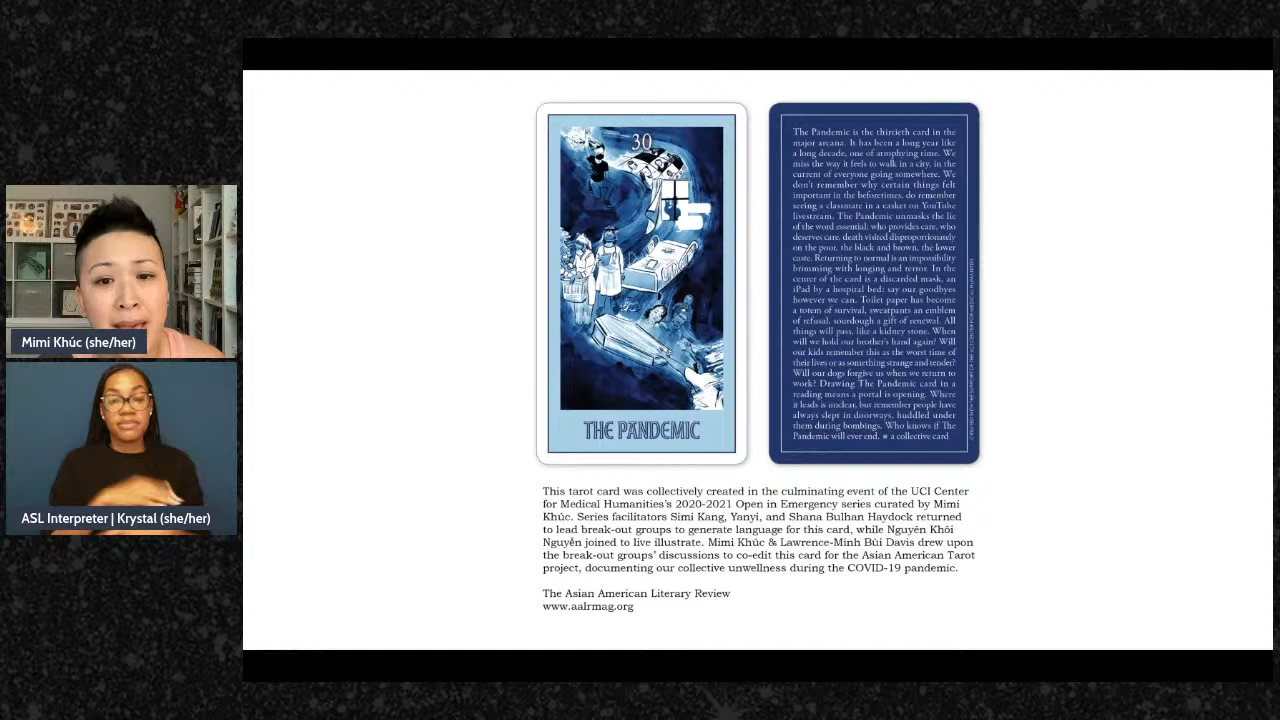 Mimi Khúc (she/her)
ASL Interpreter | Krystal (she/her)
30
THE PANDEMIC
The Pandemic is the thirtieth card in the
major arcana. It has been a long year like
a long decade, one of atrophying time. We
miss the way it feels to walk in a city, in the
current of everyone going somewhere. We
don't remember why certain things felt
important in the beforetimes, do remember
seeing a classmate in a casket on YouTube
livestream. The Pandemic unmasks the lie
of the word essential: who provides care, who
deserves care, death visited disproportionately
on the poor, the black and brown, the lower
caste. Returning to normal is an impossibility
brimming with longing and terror. In the
center of the card is a discarded mask, an
iPad by a hospital bed: say our goodbyes
however we can. Toilet paper has become
a totem of survival, sweatpants an emblem
of refusal, sourdough a gift of renewal. All
things will pass, like a kidney stone. When
will we hold our brother's hand again? Will
our kids remember this as the worst time of
their lives or as something strange and tender?
Will our dogs forgive us when we return to
work? Drawing The Pandemic card in a
reading means a portal is opening. Where
it leads is unclear, but remember people have
always slept in doorways, huddled under
them during bombings. Who knows if The
Pandemic will ever end. * a collective card
CREATED WITH THE SUPPORT OF THE UCI CENTER FOR MEDICAL HUMANITIES
This tarot card was collectively created in the culminating event of the UCI Center
for Medical Humanities's 2020-2021 Open in Emergency series curated by Mimi
Khúc. Series facilitators Simi Kang, Yanyi, and Shana Bulhan Haydock returned
to lead break-out groups to generate language for this card, while Nguyên Khôi
Nguyễn joined to live illustrate. Mimi Khúc & Lawrence-Minh Bùi Davis drew upon
the break-out groups' discussions to co-edit this card for the Asian American Tarot
project, documenting our collective unwellness during the COVID-19 pandemic.
The Asian American Literary Review
www.aalrmag.org